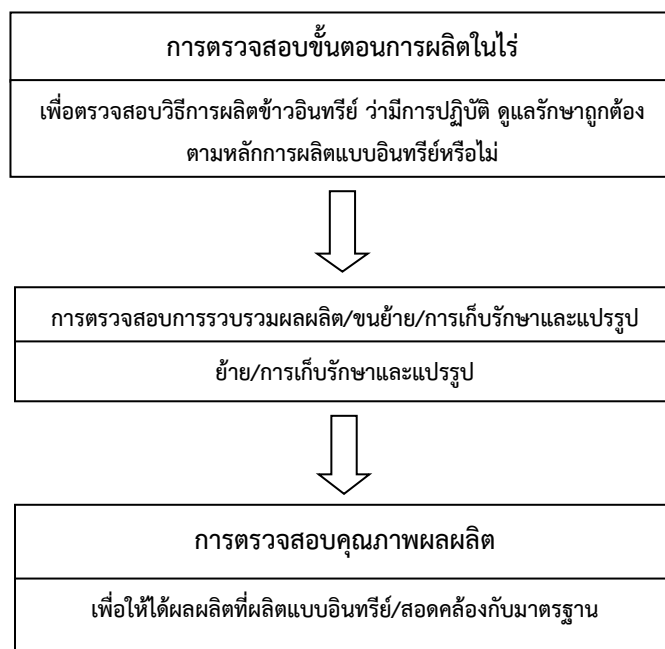 การตรวจสอบขั้นตอนการผลิตในไร่
เพื่อตรวจสอบวิธีการผลิตข้าวอินทรีย์ ว่ามีการปฏิบัติ ดูแลรักษาถูกต้อง
ตามหลักการผลิตแบบอินทรีย์หรือไม่
การตรวจสอบการรวบรวมผลผลิต/ขนย้าย/การเก็บรักษาและแปรรูป
ย้าย/การเก็บรักษาและแปรรูป
การตรวจสอบคุณภาพผลผลิต
เพื่อให้ได้ผลผลิตที่ผลิตแบบอินทรีย์/สอดคล้องกับมาตรฐาน